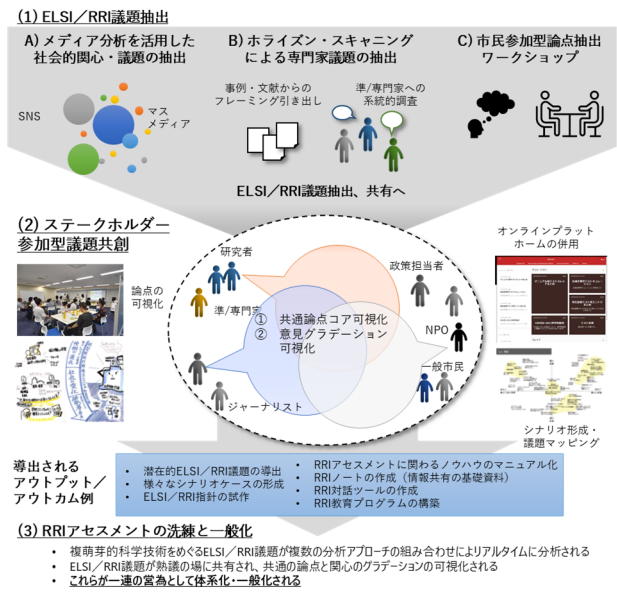 (1) ELSI／RRI議題抽出
A) メディア分析を活用した
社会的関心・議題の抽出
B) ホライズン・スキャニング
による専門家議題の抽出
C) 市民参加型論点抽出
ワークショップ
SNS
マス
メディア
事例・文献からの
フレーミング引き出し
準/専門家への
系統的調査
ELSI／RRI議題抽出、共有へ
(2) ステークホルダー
参加型議題共創
論点の
可視化
研究者
準/専門家
政策担当者
NPO
一般市民
ジャーナリスト
① 共通論点コア可視化
② 意見グラデーション
可視化
オンラインプラット
ホームの併用
シナリオ形成・
議題マッピング
導出される
アウトプット／
アウトカム例
• 潜在的ELSI／RRI議題の導出
• 様々なシナリオケースの形成
• ELSI／RRI指針の試作
• RRIアセスメントに関わるノウハウのマニュアル化
• RRIノートの作成（情報共有の基礎資料）
• RRI対話ツールの作成
• RRI教育プログラムの構築
(3) RRIアセスメントの洗練と一般化
• 複萌芽的科学技術をめぐるELSI／RRI議題が複数の分析アプローチの組み合わせによりリアルタイムに分析される
• ELSI／RRI議題が熟議の場に共有され、共通の論点と関心のグラデーションの可視化される
• これらが一連の営為として体系化・一般化される